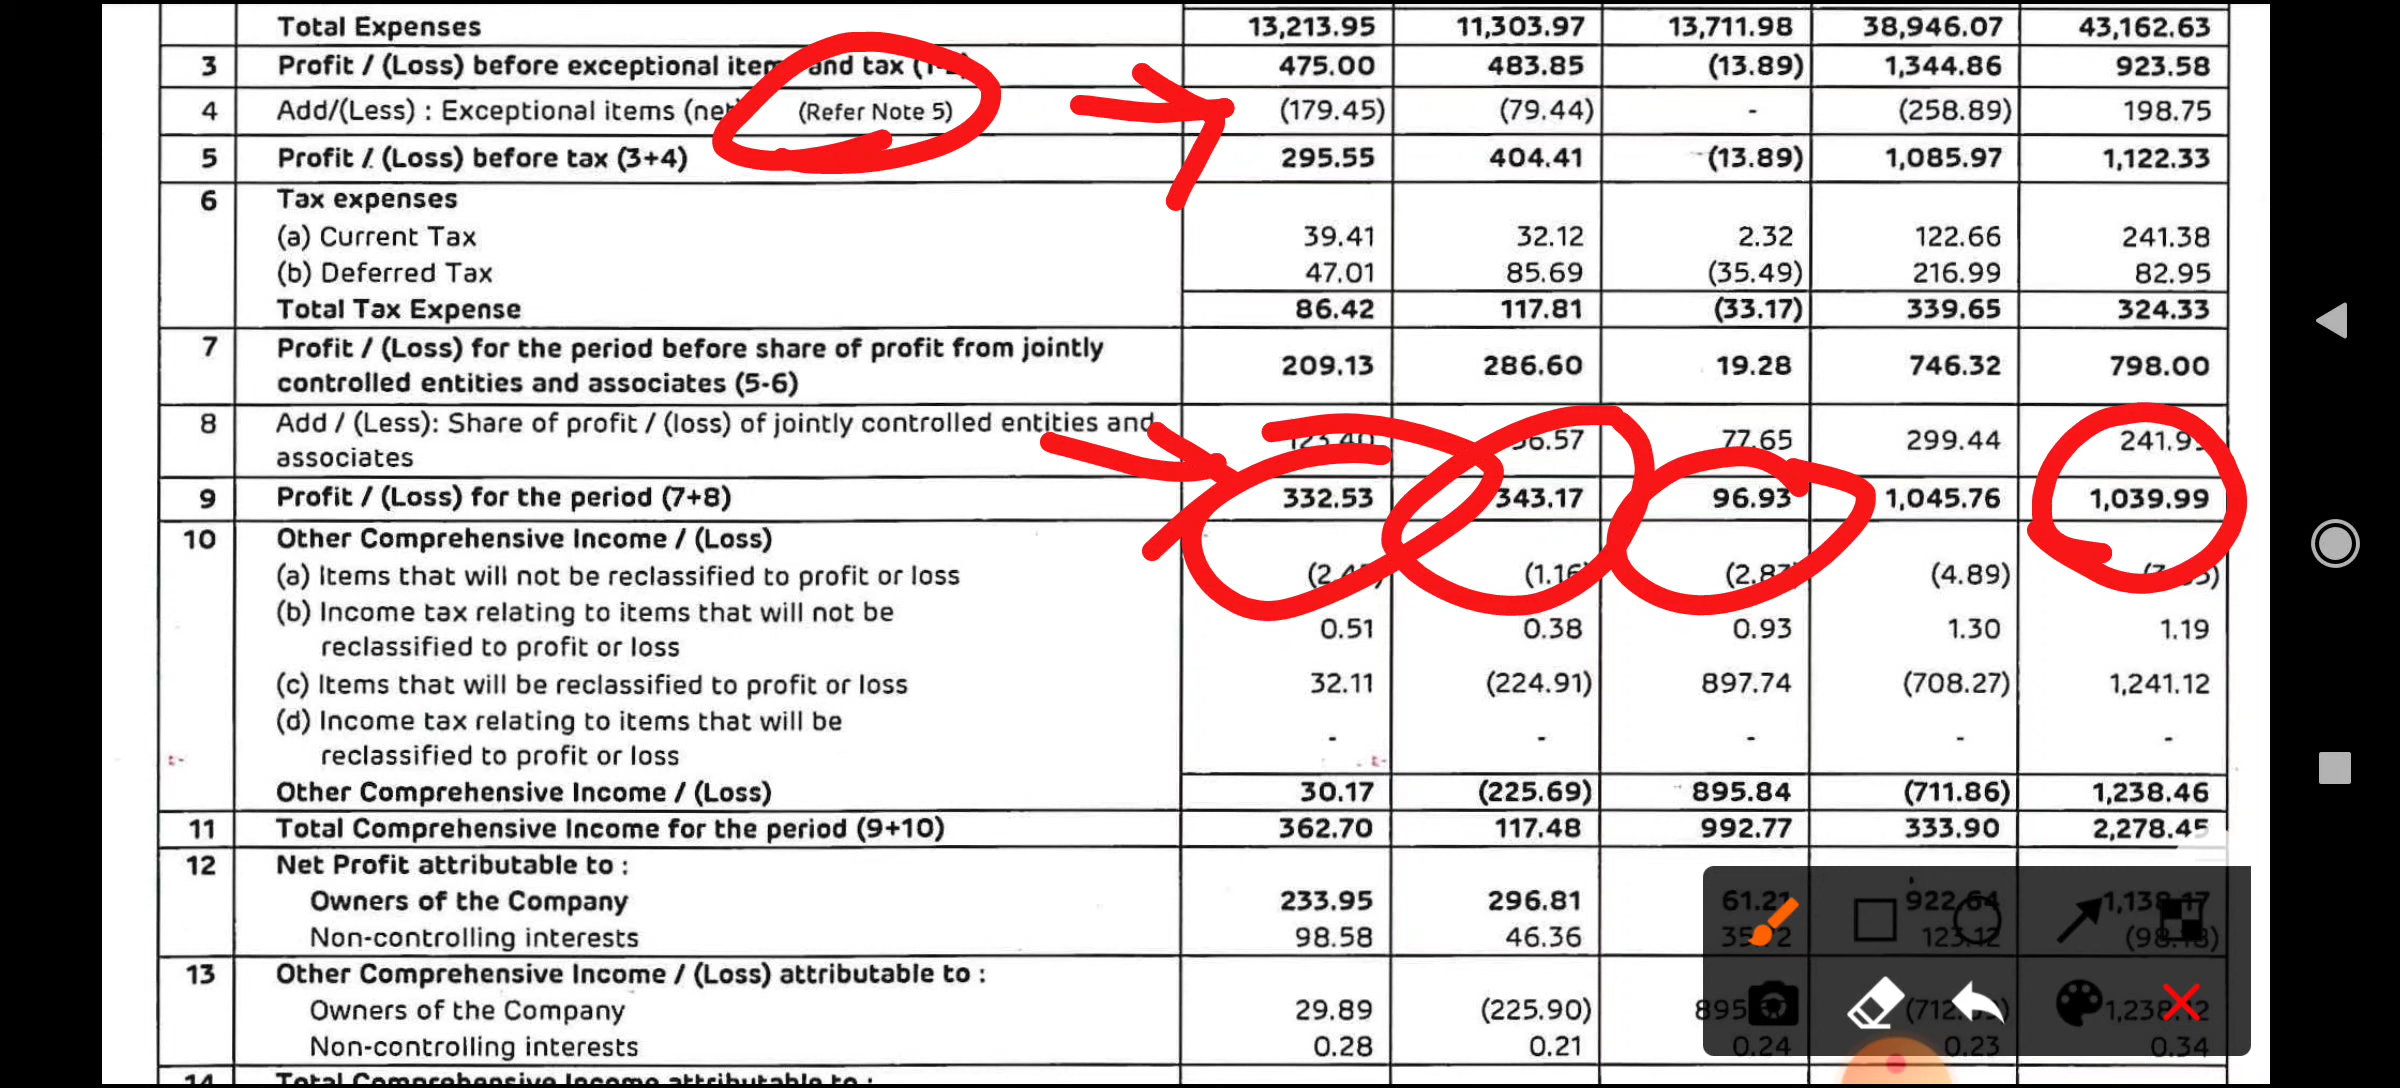 Total Expenses 13,213.95 11,303.97 13,711.98 38,946.07 43,162.63
3 Profit / (Loss) before exceptional and tax 475.00 483.85 (13.89) 1,344.86 923.58
4 Add/(Less) : Exceptional items (Refer Note 5) (179.45) (79.44) - (258.89) 198.75
5 Profit / (Loss) before tax (3+4) 295.55 404.41 (13.89) 1,085.97 1,122.33
6 Tax expenses
(a) Current Tax 39.41 32.12 2.32 122.66 241.38
(b) Deferred Tax 47.01 85.69 (35.49) 216.99 82.95
Total Tax Expense 86.42 117.81 (33.17) 339.65 324.33
7 Profit / (Loss) for the period before share of profit from jointly
controlled entities and associates (5-6) 209.13 286.60 19.28 746.32 798.00
8 Add / (Less): Share of profit / (loss) of jointly controlled entities and
associates 77.65 299.44
9 Profit / (Loss) for the period (7+8) 332.53 343.17 96.93 1,045.76 1,039.99
10 Other Comprehensive Income / (Loss)
(a) Items that will not be reclassified to profit or loss (4.89)
(b) Income tax relating to items that will not be
reclassified to profit or loss 0.51 0.38 0.93 1.30 1.19
(c) Items that will be reclassified to profit or loss 32.11 (224.91) 897.74 (708.27) 1,241.12
(d) Income tax relating to items that will be
reclassified to profit or loss - - - - -
Other Comprehensive Income / (Loss) 30.17 (225.69) 895.84 (711.86) 1,238.46
11 Total Comprehensive Income for the period (9+10) 362.70 117.48 992.77 333.90 2,278.45
12 Net Profit attributable to :
Owners of the Company 233.95 296.81
Non-controlling interests 98.58 46.36
13 Other Comprehensive Income / (Loss) attributable to :
Owners of the Company 29.89 (225.90)
Non-controlling interests 0.28 0.21 0.24 0.23 0.34
14 Total Comprehensive Income attributable to :